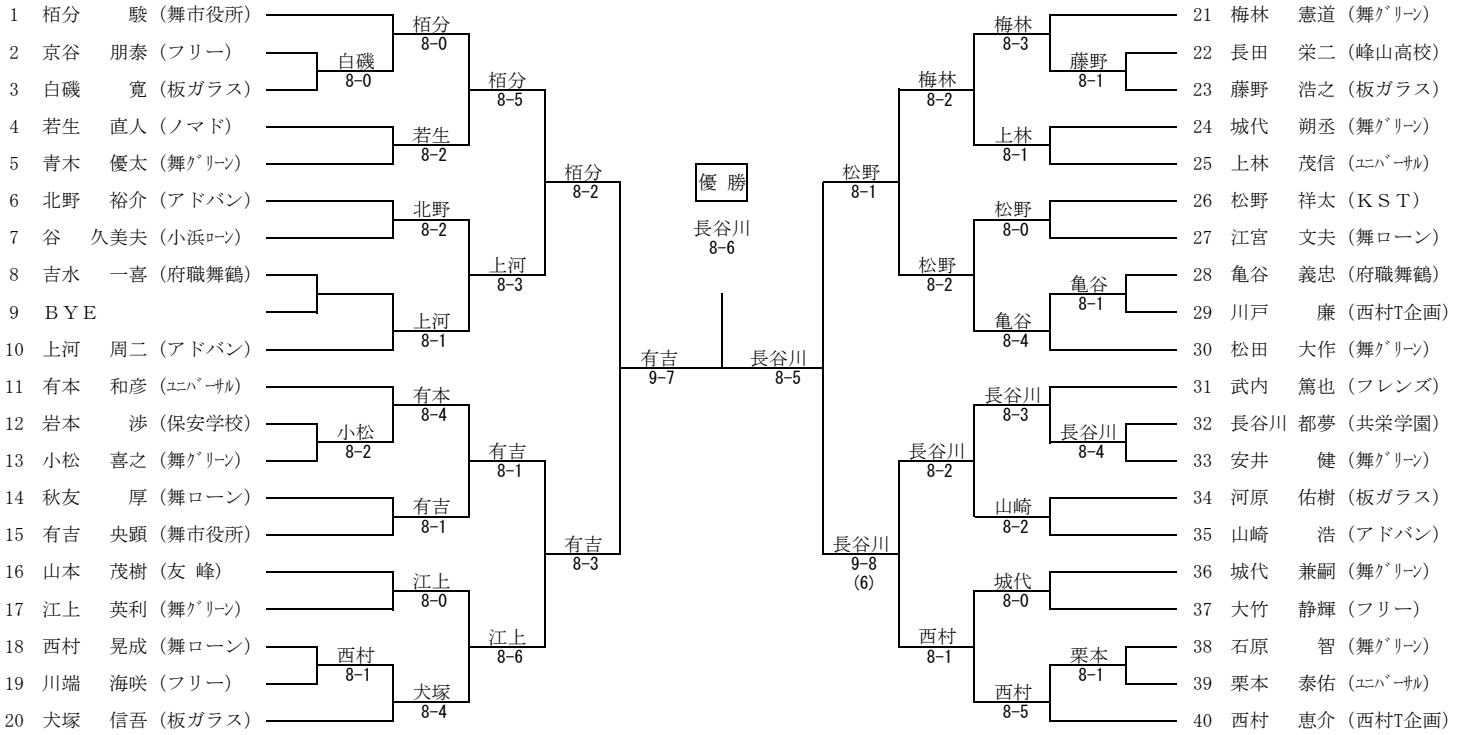 1 栢分 駿 (舞市役所)
2 京谷 朋泰 (フリー)
3 白磯 寛 (板ガラス)
4 若生 直人 (ノマド)
5 青木 優太 (舞グリーン)
6 北野 裕介 (アドバン)
7 谷 久美夫 (小浜ローン)
8 吉水 一喜 (府職舞鶴)
9 BYE
10 上河 周二 (アドバン)
11 有本 和彦 (ユニバーサル)
12 岩本 渉 (保安学校)
13 小松 喜之 (舞グリーン)
14 秋友 厚 (舞ローン)
15 有吉 央顕 (舞市役所)
16 山本 茂樹 (友 峰)
17 江上 英利 (舞グリーン)
18 西村 晃成 (舞ローン)
19 川端 海咲 (フリー)
20 犬塚 信吾 (板ガラス)
白磯
8-0
小松
8-2
西村
8-1
栢分
8-0
若生
8-2
北野
8-2
上河
8-1
有本
8-4
有吉
8-1
江上
8-0
犬塚
8-4
栢分
8-5
上河
8-3
有吉
8-1
江上
8-6
栢分
8-2
有吉
8-3
有吉
9-7
優 勝
長谷川
8-6
長谷川
8-5
松野
8-1
長谷川
9-8
(6)
梅林
8-2
松野
8-2
長谷川
8-2
西村
8-1
梅林
8-3
上林
8-1
松野
8-0
亀谷
8-4
長谷川
8-3
山崎
8-2
城代
8-0
西村
8-5
藤野
8-1
亀谷
8-1
長谷川
8-4
栗本
8-1
21 梅林 憲道 (舞グリーン)
22 長田 栄二 (峰山高校)
23 藤野 浩之 (板ガラス)
24 城代 朔丞 (舞グリーン)
25 上林 茂信 (ユニバーサル)
26 松野 祥太 (KST)
27 江宮 文夫 (舞ローン)
28 亀谷 義忠 (府職舞鶴)
29 川戸 廉 (西村T企画)
30 松田 大作 (舞グリーン)
31 武内 篤也 (フレンズ)
32 長谷川 都夢 (共栄学園)
33 安井 健 (舞グリーン)
34 河原 佑樹 (板ガラス)
35 山崎 浩 (アドバン)
36 城代 兼嗣 (舞グリーン)
37 大竹 静輝 (フリー)
38 石原 智 (舞グリーン)
39 栗本 泰佑 (ユニバーサル)
40 西村 恵介 (西村T企画)